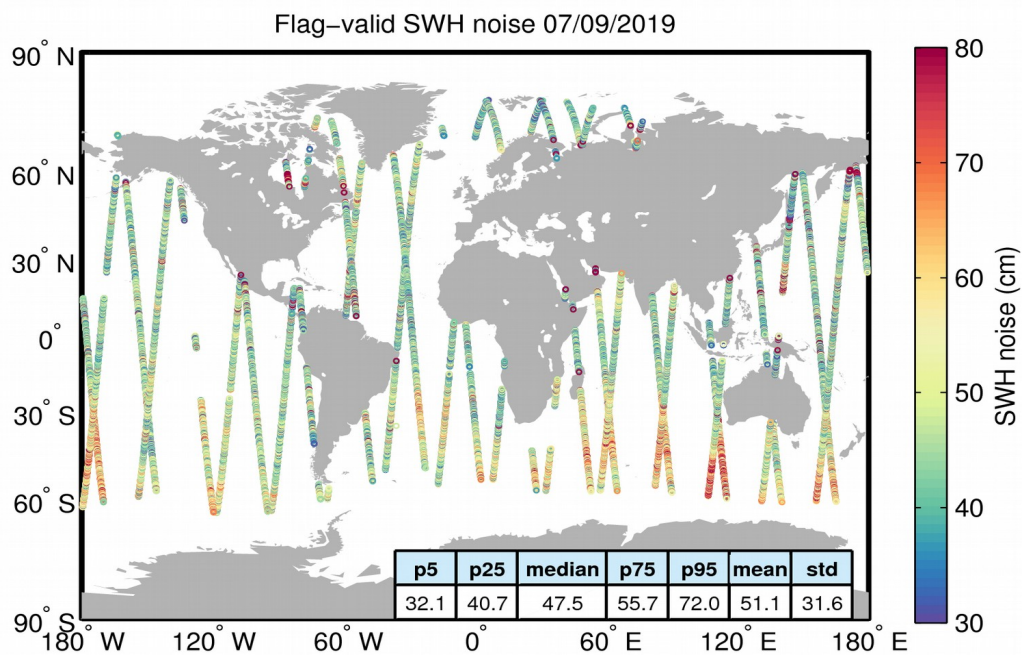 Flag−valid SWH noise 07/09/2019
90° N
60° N
30° N
0°
30° S
60° S
90° S
180° W
120° W
60° W
0°
60° E
120° E
180° E
80
70
60
50
40
30
SWH noise (cm)
p5 p25 median p75 p95 mean std
32.1 40.7 47.5 55.7 72.0 51.1 31.6